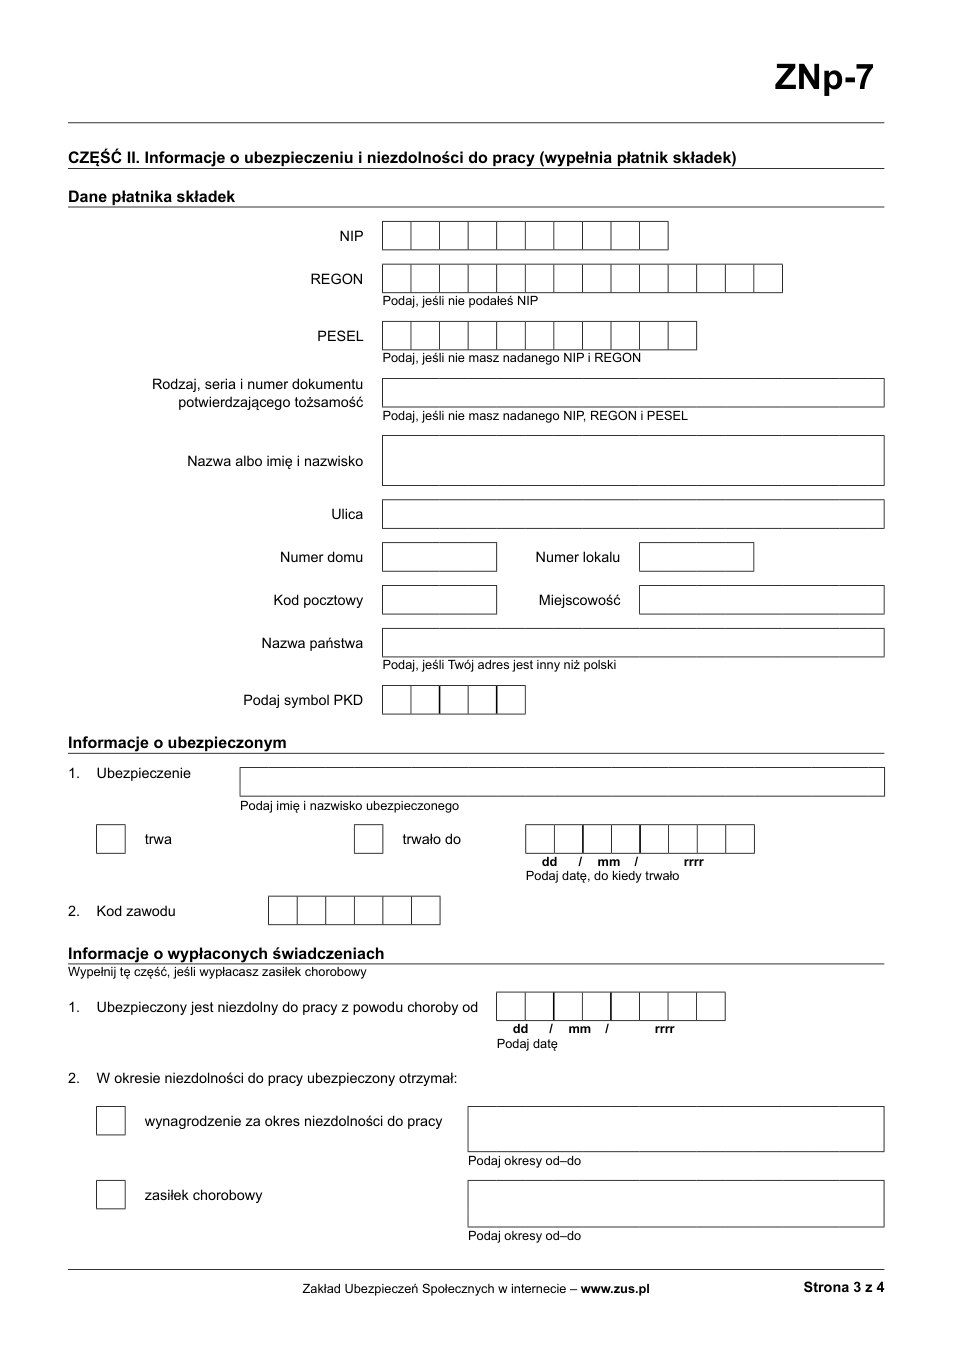 ZNp-7
CZĘŚĆ II. Informacje o ubezpieczeniu i niezdolności do pracy (wypełnia płatnik składek)
Dane płatnika składek
NIP
REGON
Podaj, jeśli nie podałeś NIP
PESEL
Podaj, jeśli nie masz nadanego NIP i REGON
Rodzaj, seria i numer dokumentu
potwierdzającego tożsamość
Podaj, jeśli nie masz nadanego NIP, REGON i PESEL
Nazwa albo imię i nazwisko
Ulica
Numer domu Numer lokalu
Kod pocztowy Miejscowość
Nazwa państwa
Podaj, jeśli Twój adres jest inny niż polski
Podaj symbol PKD
Informacje o ubezpieczonym
1. Ubezpieczenie
Podaj imię i nazwisko ubezpieczonego
trwa trwało do
dd / mm / rrrr
Podaj datę, do kiedy trwało
2. Kod zawodu
Informacje o wypłaconych świadczeniach
Wypełnij tę część, jeśli wypłacasz zasiłek chorobowy
1. Ubezpieczony jest niezdolny do pracy z powodu choroby od
dd / mm / rrrr
Podaj datę
2. W okresie niezdolności do pracy ubezpieczony otrzymał:
wynagrodzenie za okres niezdolności do pracy
Podaj okresy od–do
zasiłek chorobowy
Podaj okresy od–do
Zakład Ubezpieczeń Społecznych w internecie – www.zus.pl Strona 3 z 4